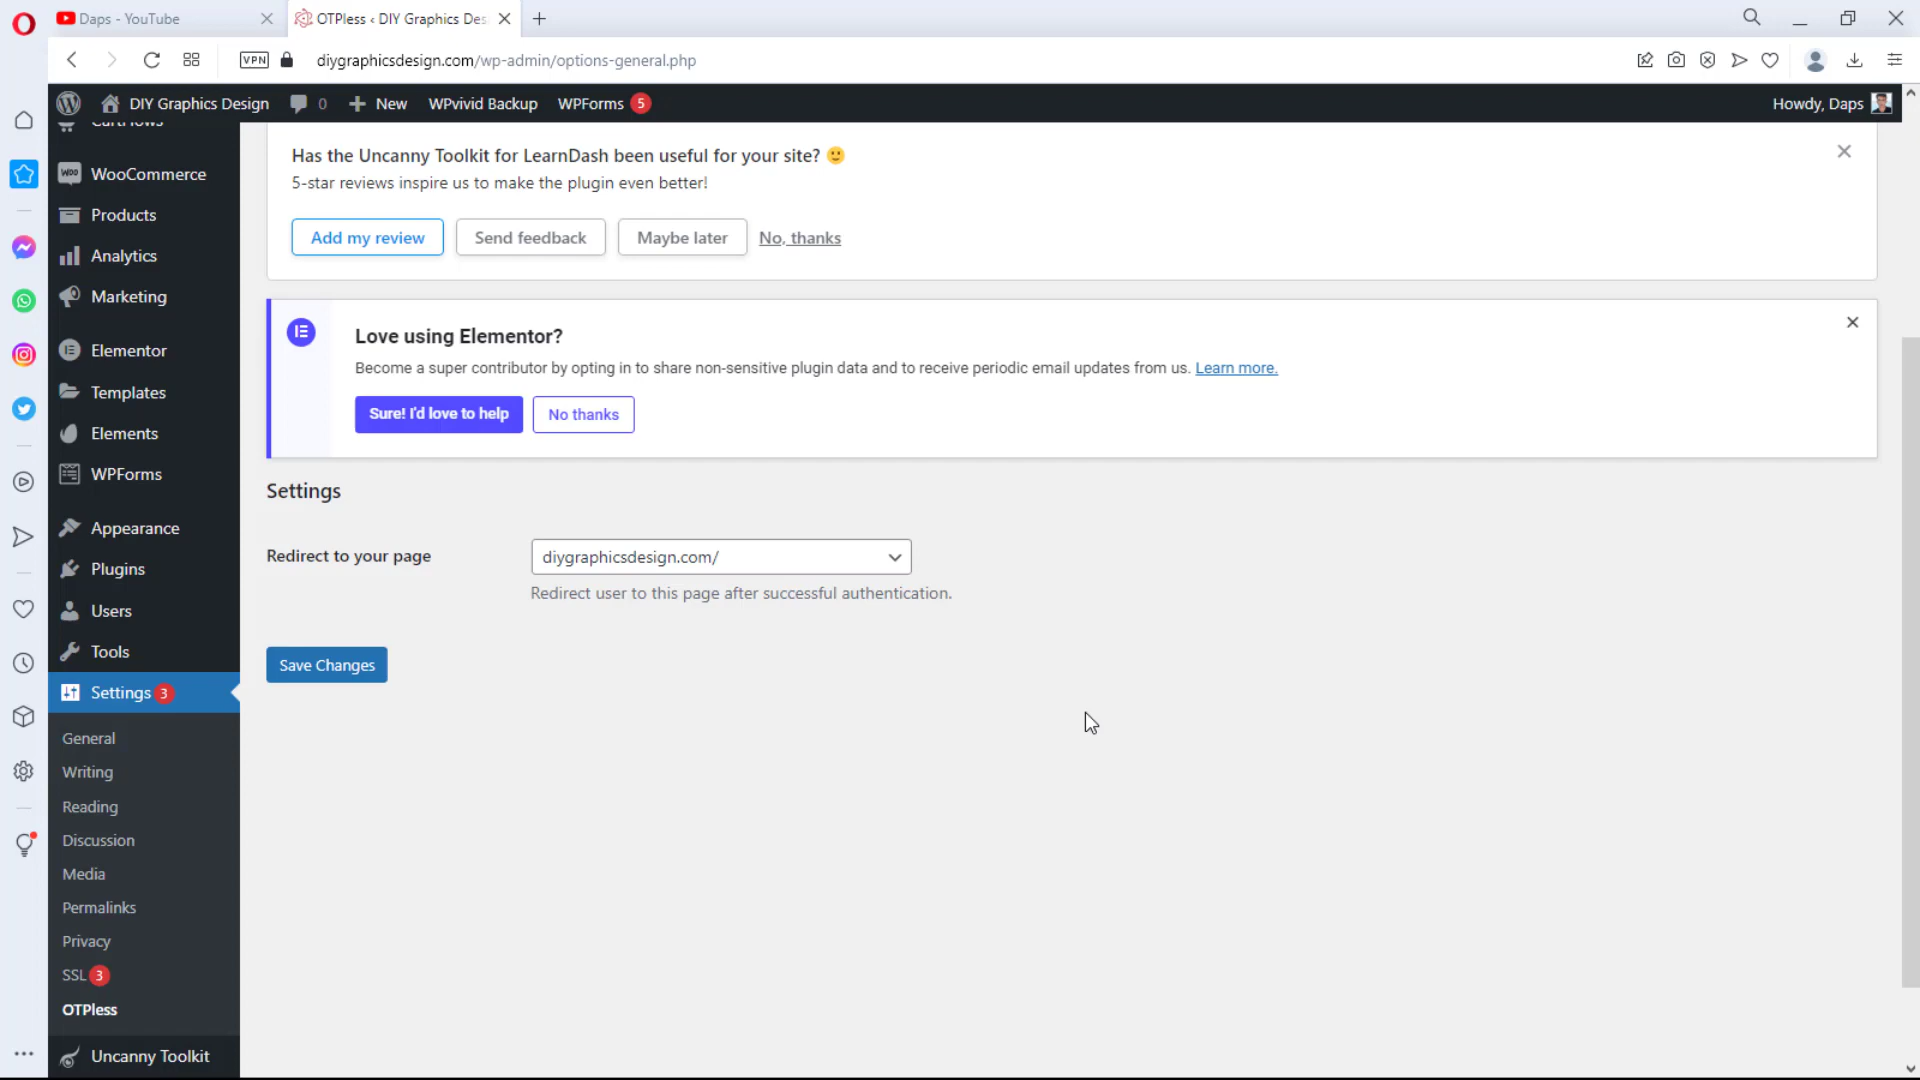 Daps - YouTube
OTPless ‹ DIY Graphics Des
VPN
diygraphicsdesign.com/wp-admin/options-general.php
DIY Graphics Design
0
New
WPvivid Backup
WPForms 5
Howdy, Daps
CartFlows
WooCommerce
Products
Analytics
Marketing
Elementor
Templates
Elements
WPForms
Appearance
Plugins
Users
Tools
Settings 3
General
Writing
Reading
Discussion
Media
Permalinks
Privacy
SSL 3
OTPless
Uncanny Toolkit
Has the Uncanny Toolkit for LearnDash been useful for your site? 🙂
5-star reviews inspire us to make the plugin even better!
Add my review
Send feedback
Maybe later
No, thanks
Love using Elementor?
Become a super contributor by opting in to share non-sensitive plugin data and to receive periodic email updates from us. Learn more.
Sure! I'd love to help
No thanks
Settings
Redirect to your page
diygraphicsdesign.com/
Redirect user to this page after successful authentication.
Save Changes